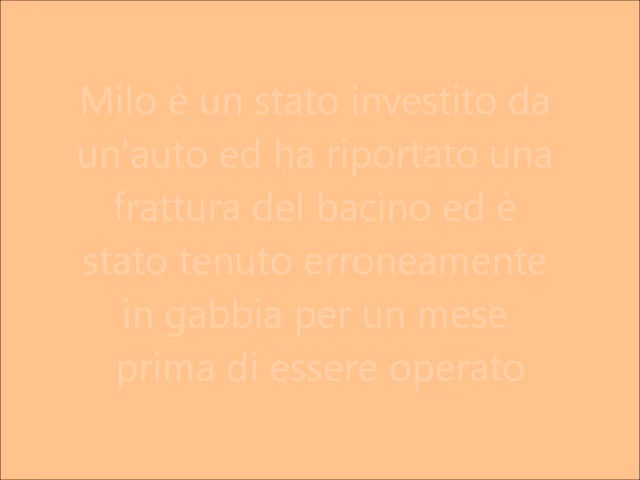 Milo è un stato investito da
un'auto ed ha riportato una
frattura del bacino ed è
stato tenuto erroneamente
in gabbia per un mese
prima di essere operato